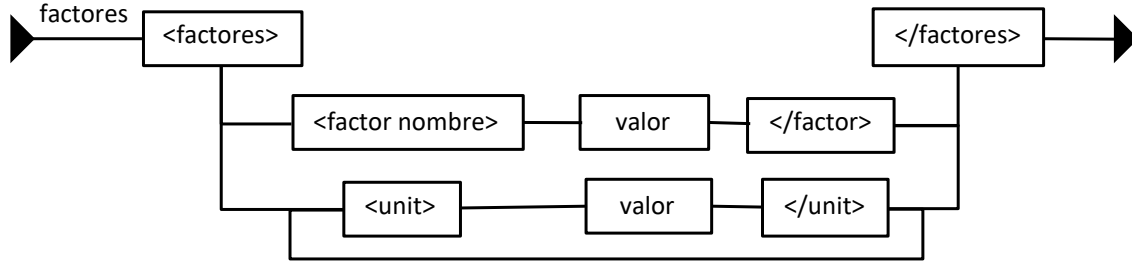 factores
<factores>
</factores>
<factor nombre>
valor
</factor>
<unit>
valor
</unit>